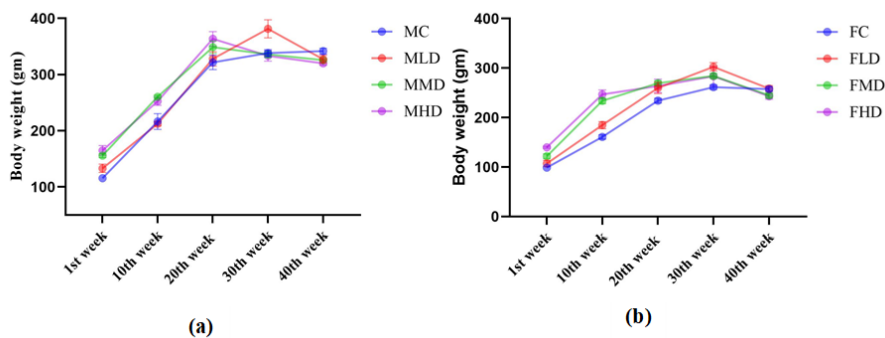 Body weight (gm)
400
300
200
100
1st week
10th week
20th week
30th week
40th week
MC
MLD
MMD
MHD
(a)
Body weight (gm)
400
300
200
100
0
1st week
10th week
20th week
30th week
40th week
FC
FLD
FMD
FHD
(b)